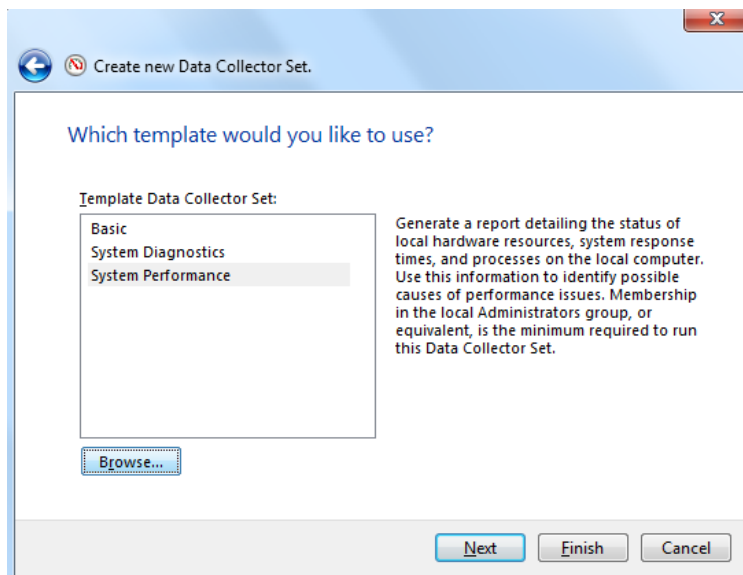 Create new Data Collector Set.
Which template would you like to use?
Template Data Collector Set:
Basic
System Diagnostics
System Performance
Generate a report detailing the status of
local hardware resources, system response
times, and processes on the local computer.
Use this information to identify possible
causes of performance issues. Membership
in the local Administrators group, or
equivalent, is the minimum required to run
this Data Collector Set.
Browse...
Next
Finish
Cancel